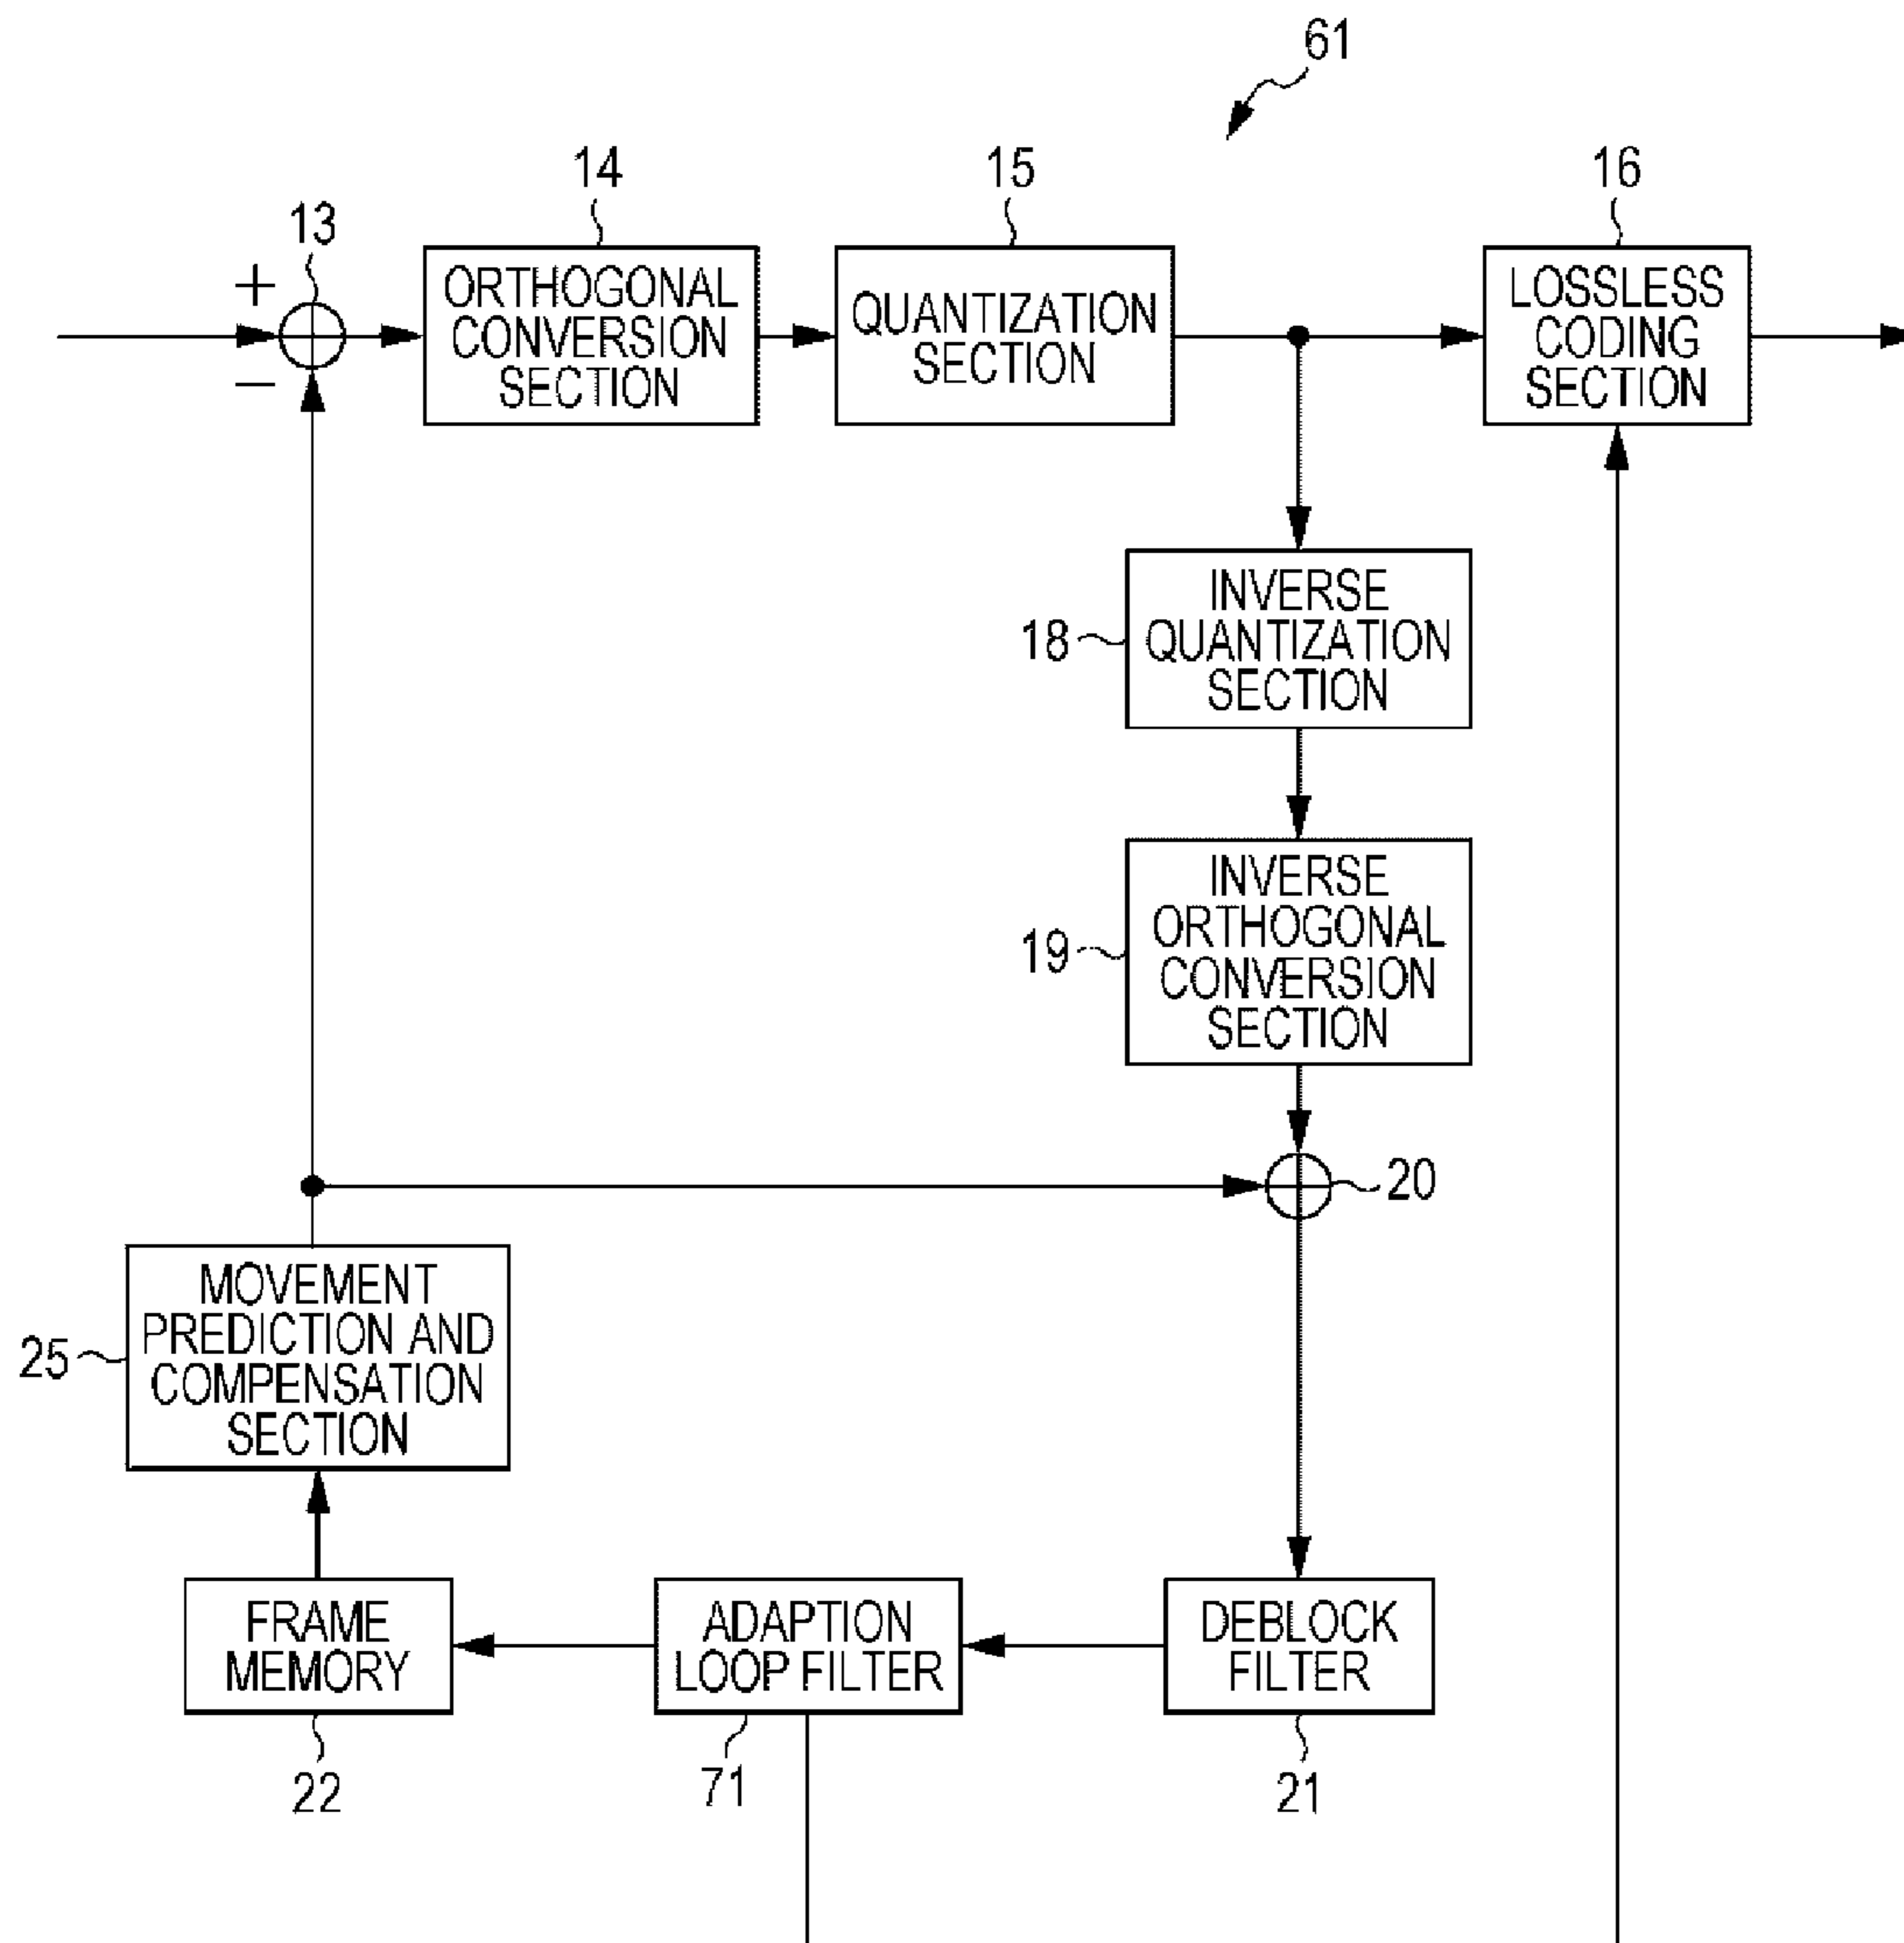 61
14
15
16
13
+
ORTHOGONAL
CONVERSION
SECTION
QUANTIZATION
SECTION
LOSSLESS
CODING
SECTION
−
INVERSE
QUANTIZATION
SECTION
18
INVERSE
ORTHOGONAL
CONVERSION
SECTION
19
20
MOVEMENT
PREDICTION AND
COMPENSATION
SECTION
25
FRAME
MEMORY
ADAPTION
LOOP FILTER
DEBLOCK
FILTER
22
71
21